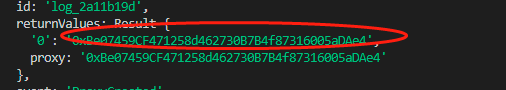 id: 'log_2a11b19d',
returnValues: Result {
'0': '0xBe07459CF471258d462730B7B4f87316005aDAe4',
proxy: '0xBe07459CF471258d462730B7B4f87316005aDAe4'
},